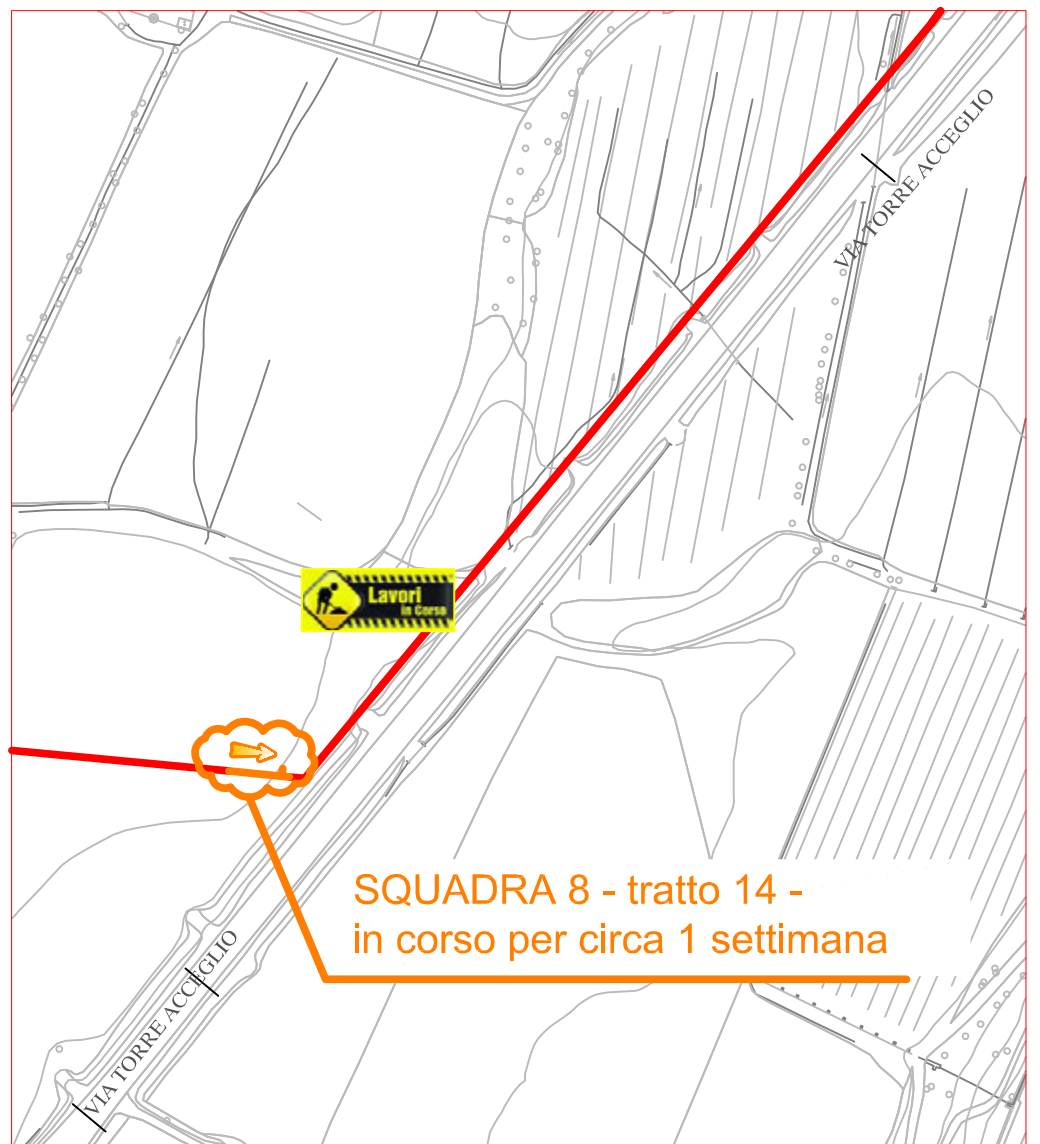 VIA TORRE ACCEGLIO
Lavori
in Corso
SQUADRA 8 - tratto 14 -
in corso per circa 1 settimana
VIA TORRE ACCEGLIO